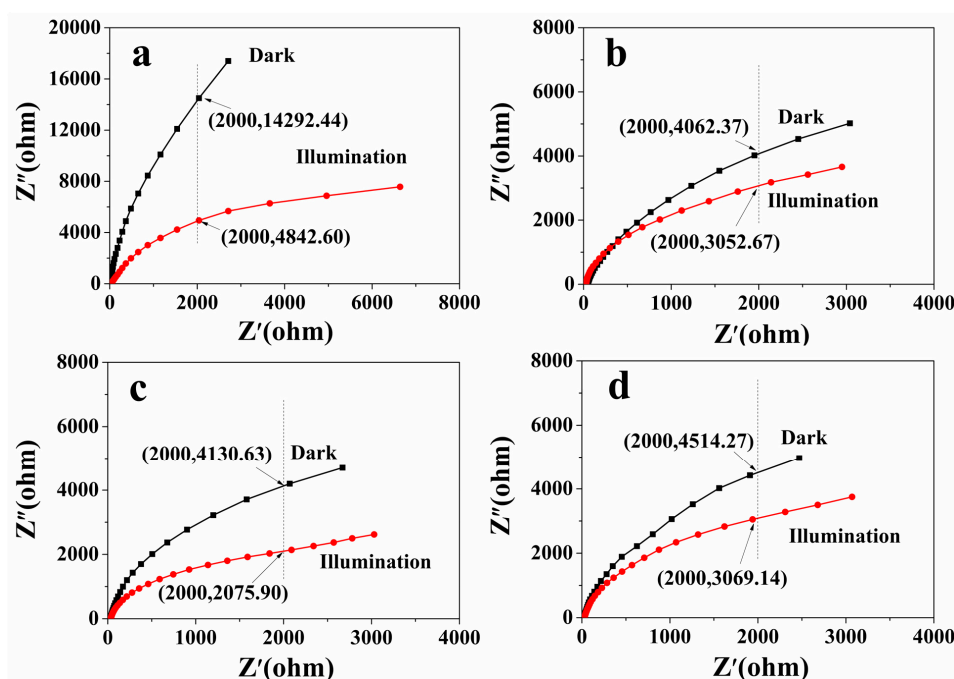 a
Dark
(2000,14292.44)
Illumination
(2000,4842.60)
Z″(ohm)
20000
16000
12000
8000
4000
0
0 2000 4000 6000 8000
Z′(ohm)
b
Dark
(2000,4062.37)
Illumination
(2000,3052.67)
Z″(ohm)
8000
6000
4000
2000
0
0 1000 2000 3000 4000
Z′(ohm)
c
Dark
(2000,4130.63)
Illumination
(2000,2075.90)
Z″(ohm)
8000
6000
4000
2000
0
0 1000 2000 3000 4000
Z′(ohm)
d
Dark
(2000,4514.27)
Illumination
(2000,3069.14)
Z″(ohm)
8000
6000
4000
2000
0
0 1000 2000 3000 4000
Z′(ohm)